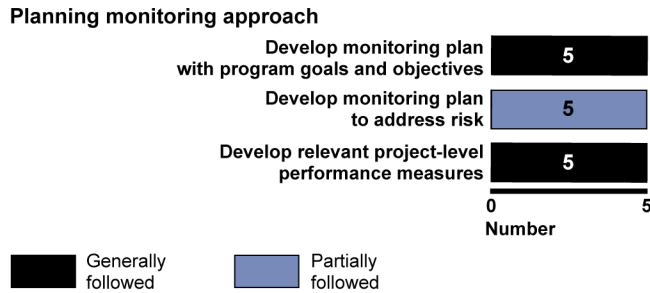 Planning monitoring approach
Develop monitoring plan
with program goals and objectives
5
Develop monitoring plan
to address risk
5
Develop relevant project-level
performance measures
5
0
5
Number
Generally
followed
Partially
followed